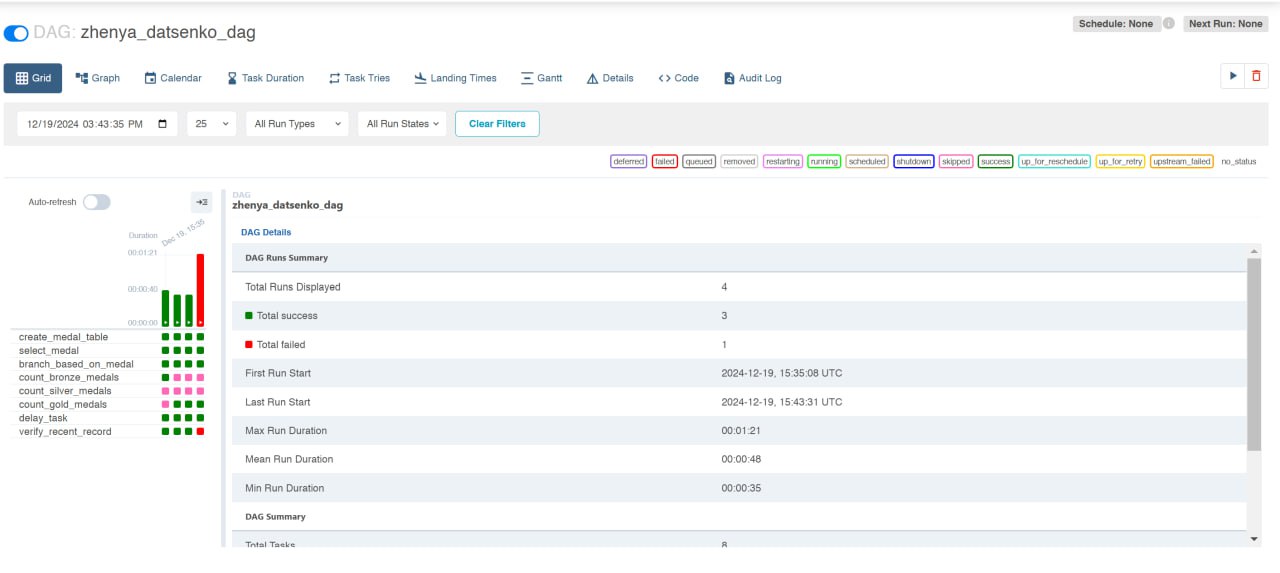 DAG: zhenya_datsenko_dag
Schedule: None
Next Run: None
Grid
Graph
Calendar
Task Duration
Task Tries
Landing Times
Gantt
Details
Code
Audit Log
12/19/2024 03:43:35 PM
25
All Run Types
All Run States
Clear Filters
deferred
failed
queued
removed
restarting
running
scheduled
shutdown
skipped
success
up_for_reschedule
up_for_retry
upstream_failed
no_status
Auto-refresh
Duration
Dec 19, 15:35
00:01:21
00:00:40
00:00:00
create_medal_table
select_medal
branch_based_on_medal
count_bronze_medals
count_silver_medals
count_gold_medals
delay_task
verify_recent_record
DAG
zhenya_datsenko_dag
DAG Details
DAG Runs Summary
Total Runs Displayed 4
Total success 3
Total failed 1
First Run Start 2024-12-19, 15:35:08 UTC
Last Run Start 2024-12-19, 15:43:31 UTC
Max Run Duration 00:01:21
Mean Run Duration 00:00:48
Min Run Duration 00:00:35
DAG Summary
Total Tasks 8